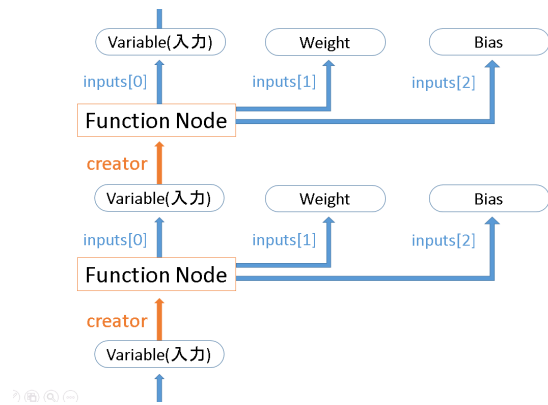 Variable(入力)
Weight
Bias
inputs[0]
inputs[1]
inputs[2]
Function Node
creator
Variable(入力)
Weight
Bias
inputs[0]
inputs[1]
inputs[2]
Function Node
creator
Variable(入力)